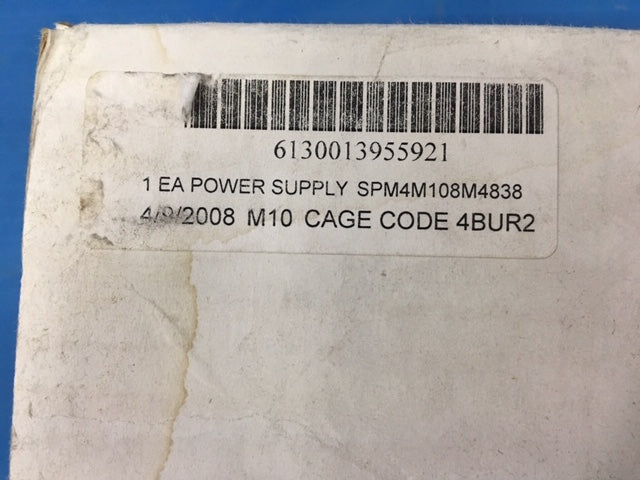 6130013955921
1 EA POWER SUPPLY SPM4M108M4838
4/9/2008 M10 CAGE CODE 4BUR2